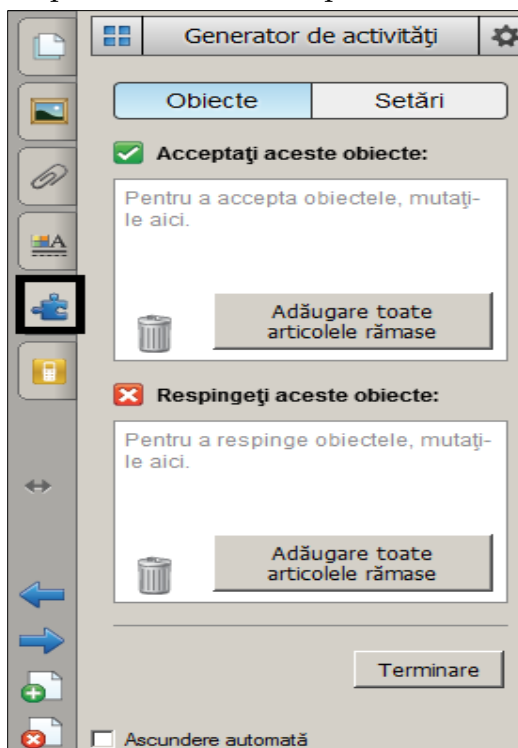 Generator de activităţi
Obiecte Setări
Acceptaţi aceste obiecte:
Pentru a accepta obiectele, mutaţi-
le aici.
Adăugare toate
articolele rămase
Respingeţi aceste obiecte:
Pentru a respinge obiectele, mutaţi-
le aici.
Adăugare toate
articolele rămase
Terminare
Ascundere automată